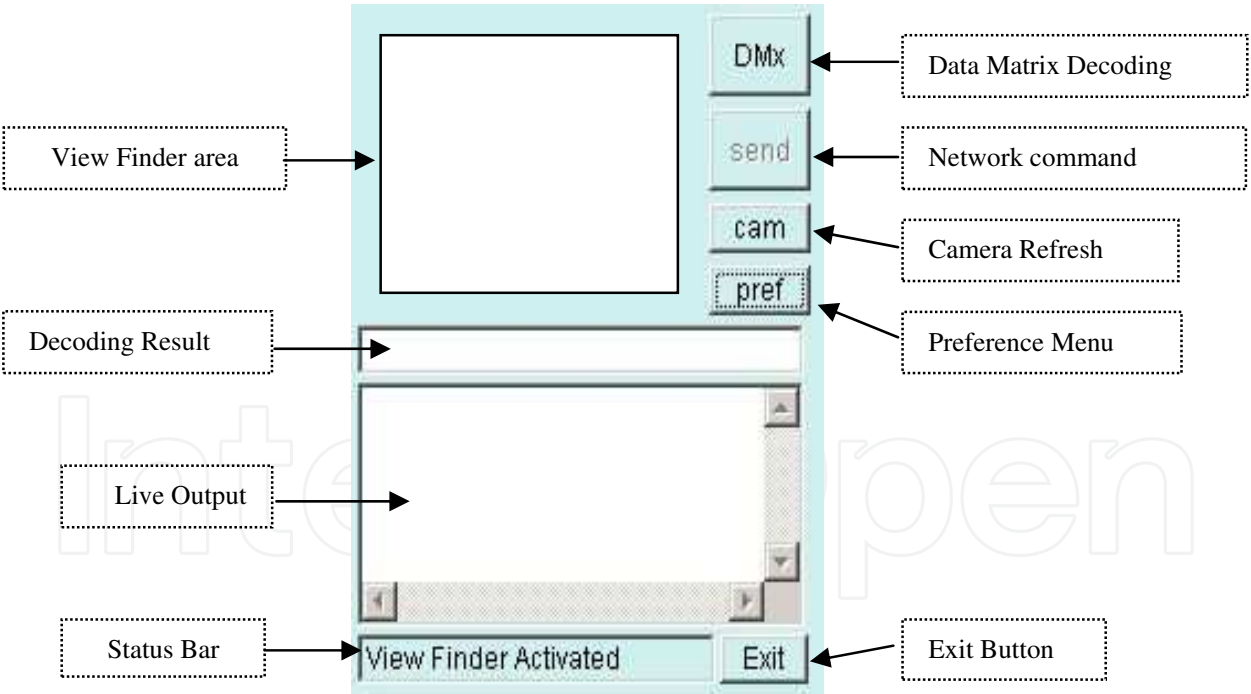 DMx
Data Matrix Decoding
View Finder area
send
Network command
cam
Camera Refresh
pref
Decoding Result
Preference Menu
Live Output
Status Bar
View Finder Activated
Exit
Exit Button